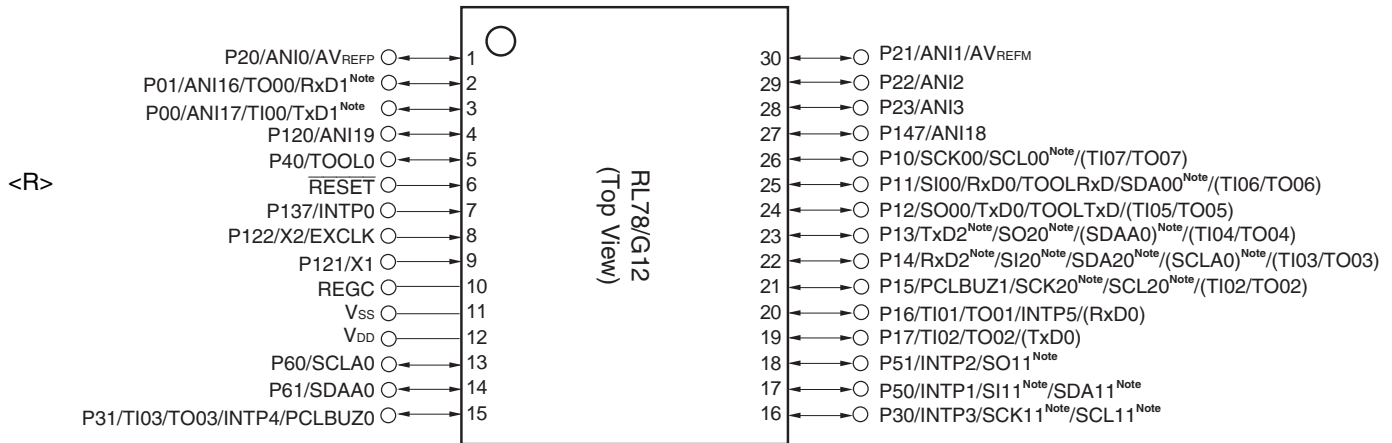 <R>
P20/ANI0/AVREFP 1
P01/ANI16/TO00/RxD1Note 2
P00/ANI17/TI00/TxD1Note 3
P120/ANI19 4
P40/TOOL0 5
RESET 6
P137/INTP0 7
P122/X2/EXCLK 8
P121/X1 9
REGC 10
VSS 11
VDD 12
P60/SCLA0 13
P61/SDAA0 14
P31/TI03/TO03/INTP4/PCLBUZ0 15
RL78/G12
(Top View)
30 P21/ANI1/AVREFM
29 P22/ANI2
28 P23/ANI3
27 P147/ANI18
26 P10/SCK00/SCL00Note/(TI07/TO07)
25 P11/SI00/RxD0/TOOLRxD/SDA00Note/(TI06/TO06)
24 P12/SO00/TxD0/TOOLTxD/(TI05/TO05)
23 P13/TxD2Note/SO20Note/(SDAA0)Note/(TI04/TO04)
22 P14/RxD2Note/SI20Note/SDA20Note/(SCLA0)Note/(TI03/TO03)
21 P15/PCLBUZ1/SCK20Note/SCL20Note/(TI02/TO02)
20 P16/TI01/TO01/INTP5/(RxD0)
19 P17/TI02/TO02/(TxD0)
18 P51/INTP2/SO11Note
17 P50/INTP1/SI11Note/SDA11Note
16 P30/INTP3/SCK11Note/SCL11Note